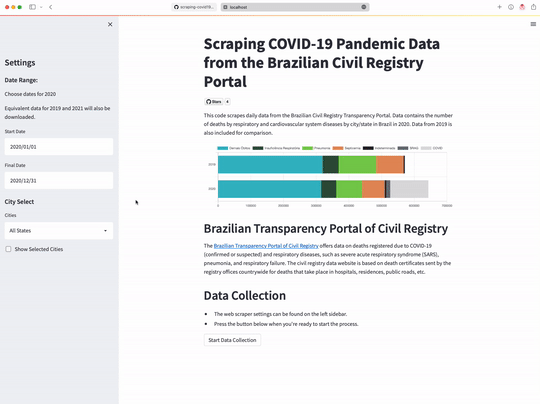 scraping-covid19...
localhost
Settings
Date Range:
Choose dates for 2020
Equivalent data for 2019 and 2021 will also be
downloaded.
Start Date
2020/01/01
Final Date
2020/12/31
City Select
Cities
All States
Show Selected Cities
Scraping COVID-19 Pandemic Data
from the Brazilian Civil Registry
Portal
Stars 4
This code scrapes daily data from the Brazilian Civil Registry Transparency Portal. Data contains the number
of deaths by respiratory and cardiovascular system diseases by city/state in Brazil in 2020. Data from 2019 is
also included for comparison.
Insuficiencia Respiratoria Pneumonia Septicemia Indeterminate SRAG COVID
2019
2020
Brazilian Transparency Portal of Civil Registry
The Brazilian Transparency Portal of Civil Registry offers data on deaths registered due to COVID-19
(confirmed or suspected) and respiratory diseases, such as severe acute respiratory syndrome (SARS),
pneumonia, and respiratory failure. The civil registry data website is based on death certificates sent by the
registry offices countrywide for deaths that take place in hospitals, residences, public roads, etc.
Data Collection
The web scraper settings can be found on the left sidebar.
Press the button below when you're ready to start the process.
Start Data Collection